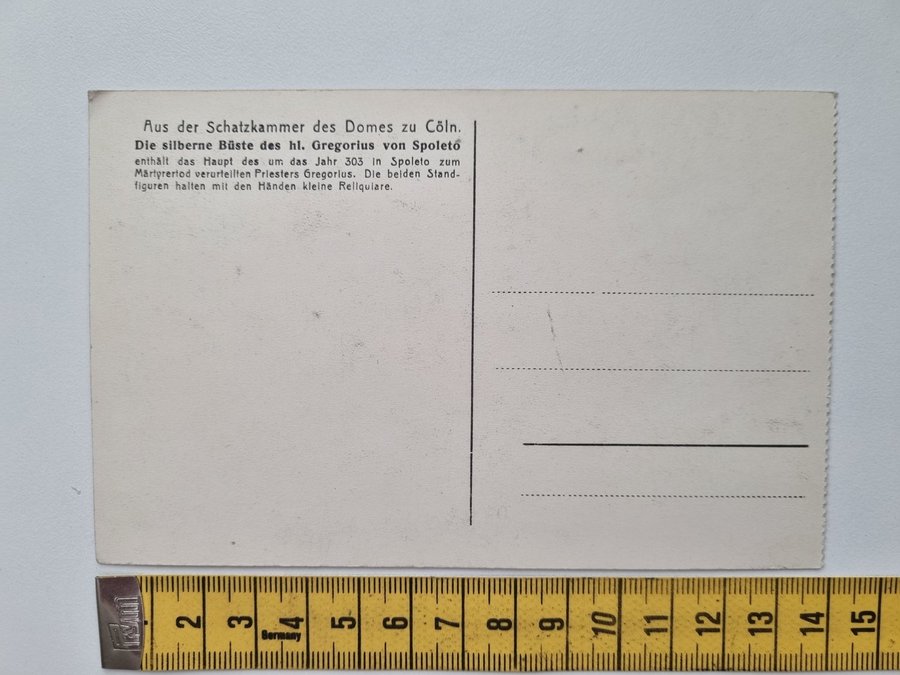 Aus der Schatzkammer des Domes zu Cöln.
Die silberne Büste des hl. Gregorius von Spoleto
enthält das Haupt des um das Jahr 303 in Spoleto zum
Märtyrertod verurteilten Priesters Gregorius. Die beiden Stand-
figuren halten mit den Händen kleine Reliquiare.
Prym 2 3 4 5 6 7 8 9 10 11 12 13 14 15
Germany